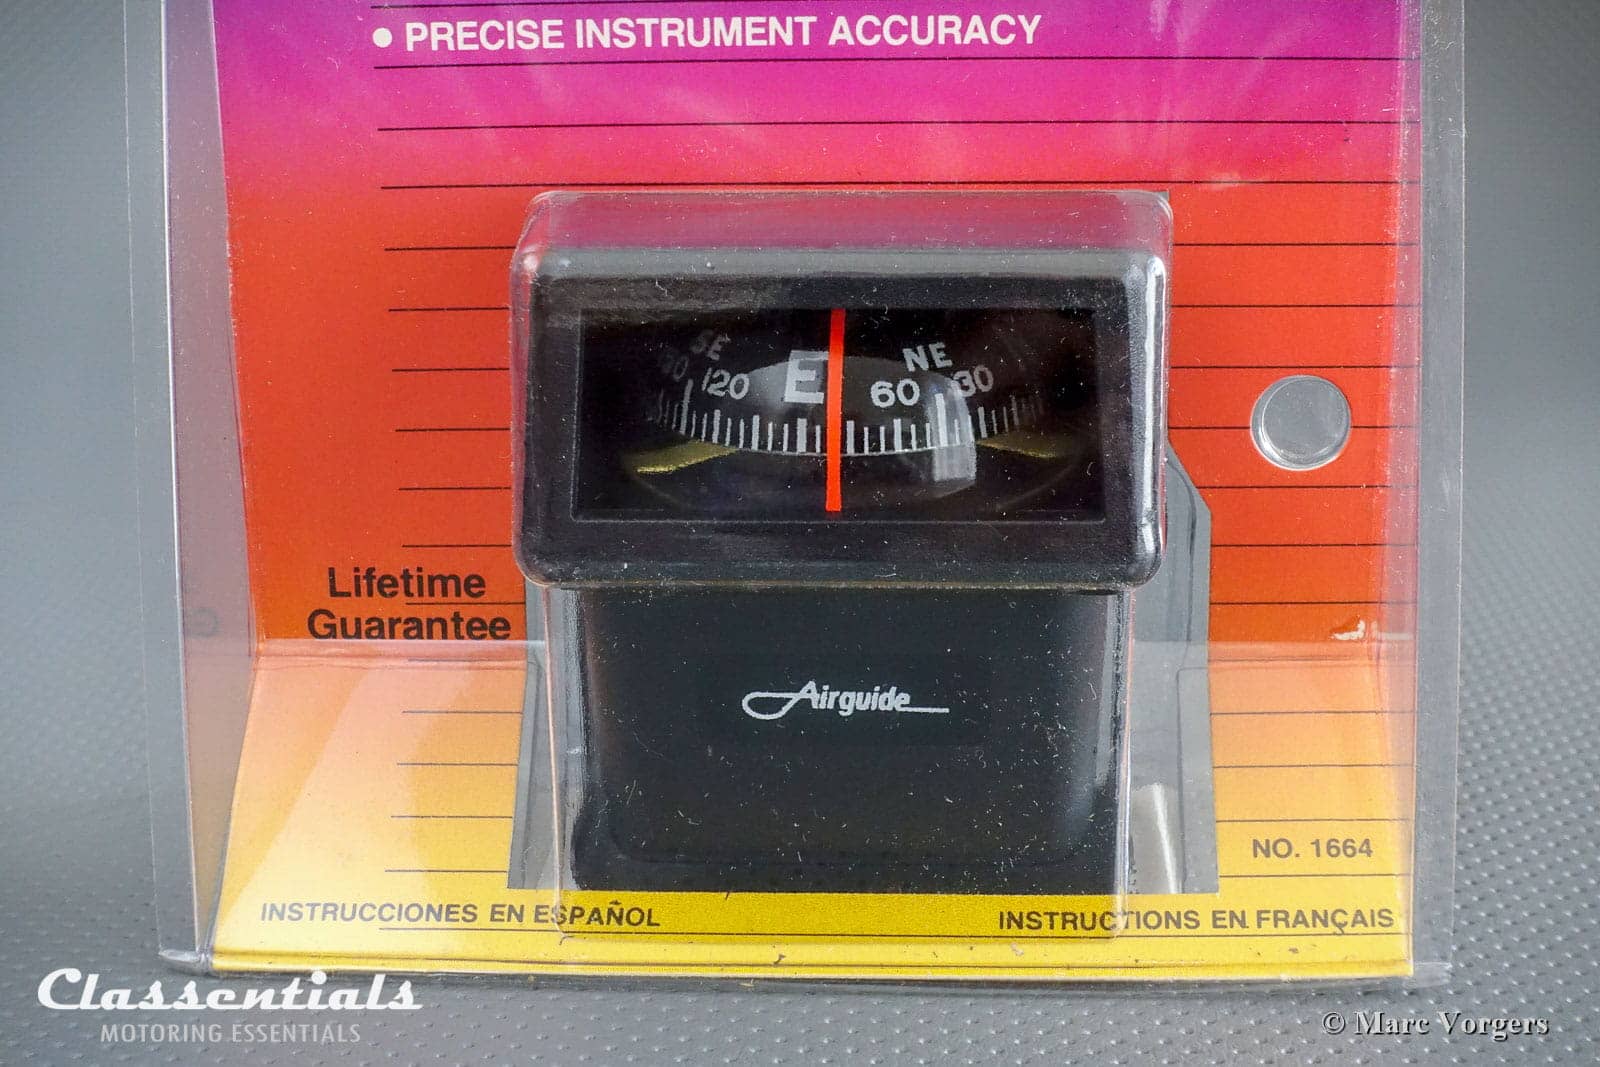 • PRECISE INSTRUMENT ACCURACY
SE
NE
120
E
60
30
Lifetime
Guarantee
Airguide
NO. 1664
INSTRUCCIONES EN ESPAÑOL
INSTRUCTIONS EN FRANÇAIS
Classentials
MOTORING ESSENTIALS
© Marc Vorgers